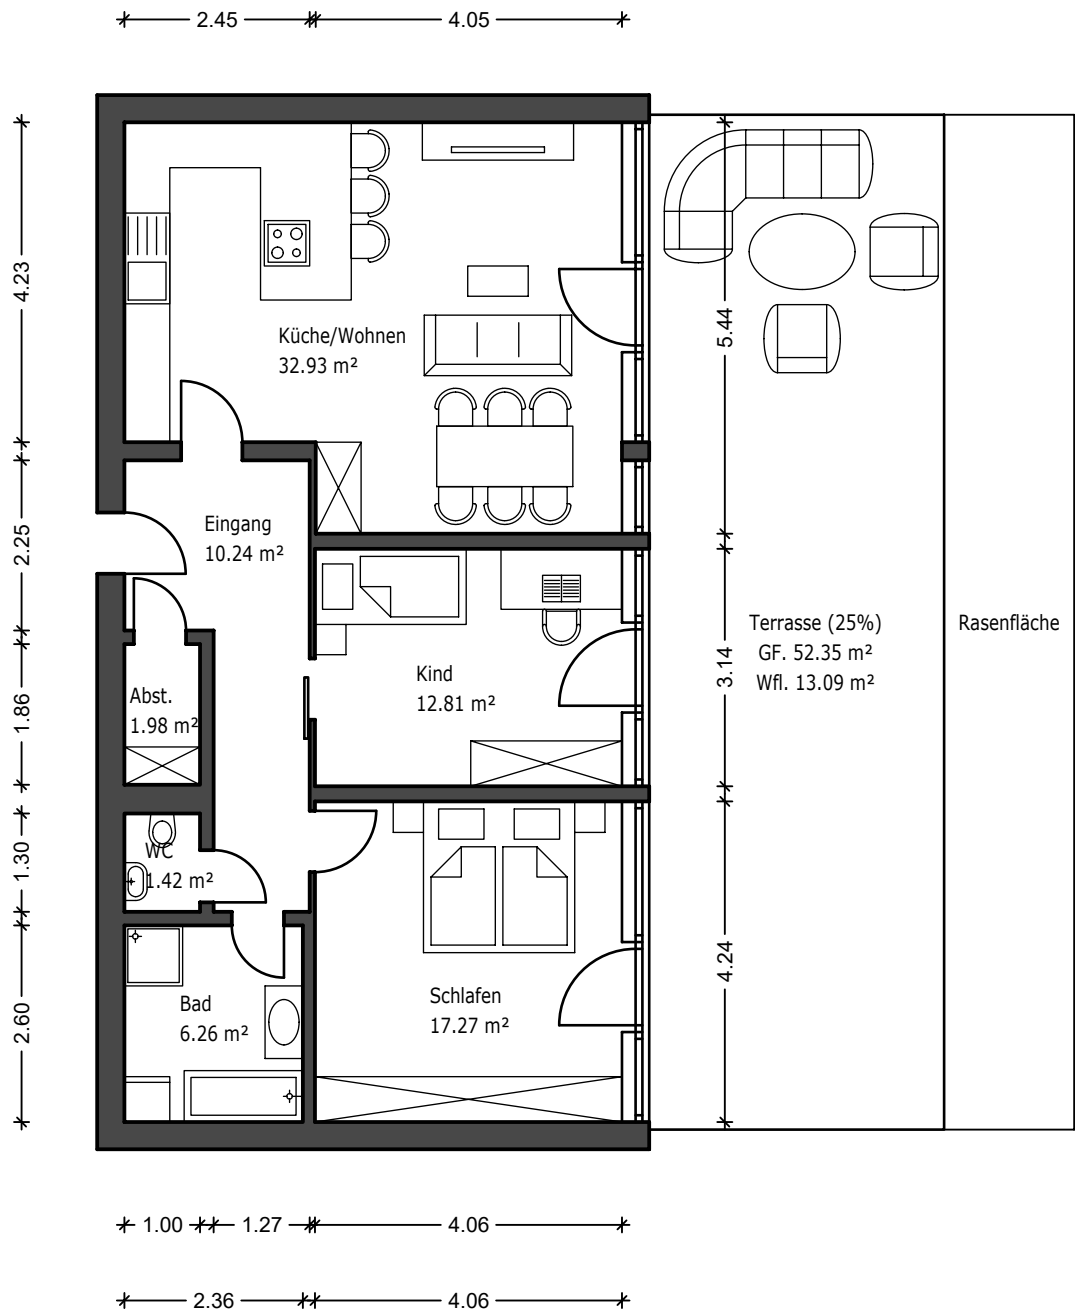 2.45
4.05
4.23
5.44
Küche/Wohnen
32.93 m²
2.25
Eingang
10.24 m²
Terrasse (25%)
GF. 52.35 m²
Wfl. 13.09 m²
Rasenfläche
3.14
Kind
12.81 m²
1.86
Abst.
1.98 m²
1.30
WC
1.42 m²
4.24
2.60
Bad
6.26 m²
Schlafen
17.27 m²
1.00
1.27
4.06
2.36
4.06